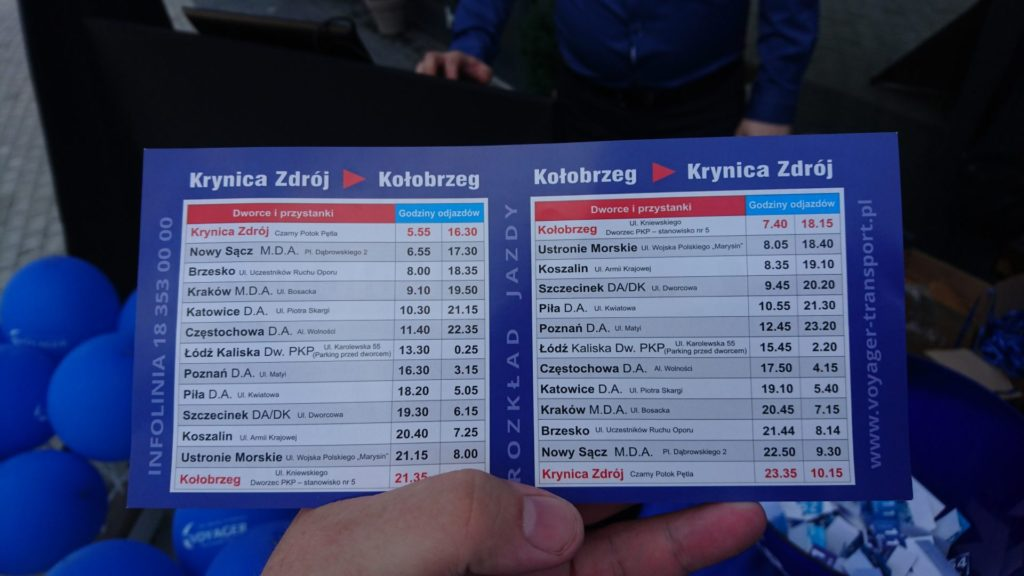 Krynica Zdrój Kołobrzeg
Dworce i przystanki Godziny odjazdów
Krynica Zdrój Czarny Potok Pętla 5.55 16.30
Nowy Sącz M.D.A. Pl. Dąbrowskiego 2 6.55 17.30
Brzesko Ul. Uczestników Ruchu Oporu 8.00 18.35
Kraków M.D.A. Ul. Bosacka 9.10 19.50
Katowice D.A. Ul. Piotra Skargi 10.30 21.15
Częstochowa D.A. Al. Wolności 11.40 22.35
Łódź Kaliska Dw. PKP Ul. Karolewska 55 (Parking przed dworcem) 13.30 0.25
Poznań D.A. Ul. Matyi 16.30 3.15
Piła D.A. Ul. Kwiatowa 18.20 5.05
Szczecinek DA/DK Ul. Dworcowa 19.30 6.15
Koszalin Ul. Armii Krajowej 20.40 7.25
Ustronie Morskie Ul. Wojska Polskiego „Marysin” 21.15 8.00
Kołobrzeg Ul. Kniewskiego Dworzec PKP – stanowisko nr 5 21.35
INFOLINIA 18 353 00 00
ROZKŁAD JAZDY
Kołobrzeg Krynica Zdrój
Dworce i przystanki Godziny odjazdów
Kołobrzeg Ul. Kniewskiego Dworzec PKP – stanowisko nr 5 7.40 18.15
Ustronie Morskie Ul. Wojska Polskiego „Marysin” 8.05 18.40
Koszalin Ul. Armii Krajowej 8.35 19.10
Szczecinek DA/DK Ul. Dworcowa 9.45 20.20
Piła D.A. Ul. Kwiatowa 10.55 21.30
Poznań D.A. Ul. Matyi 12.45 23.20
Łódź Kaliska Dw. PKP Ul. Karolewska 55 (Parking przed dworcem) 15.45 2.20
Częstochowa D.A. Al. Wolności 17.50 4.15
Katowice D.A. Ul. Piotra Skargi 19.10 5.40
Kraków M.D.A. Ul. Bosacka 20.45 7.15
Brzesko Ul. Uczestników Ruchu Oporu 21.44 8.14
Nowy Sącz M.D.A. Pl. Dąbrowskiego 2 22.50 9.30
Krynica Zdrój Czarny Potok Pętla 23.35 10.15
www.voyager-transport.pl
VOYAGER